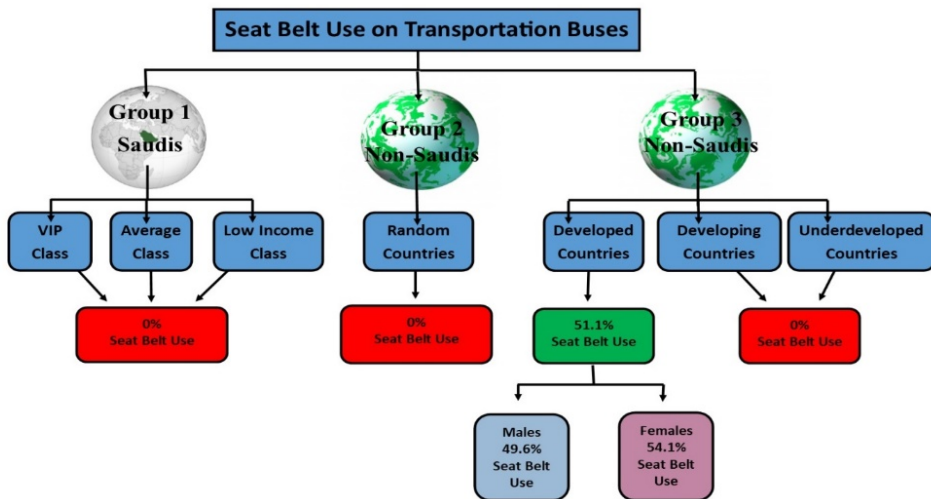 Seat Belt Use on Transportation Buses
Group 1
Saudis
Group 2
Non-Saudis
Group 3
Non-Saudis
VIP
Class
Average
Class
Low Income
Class
Random
Countries
Developed
Countries
Developing
Countries
Underdeveloped
Countries
0%
Seat Belt Use
0%
Seat Belt Use
51.1%
Seat Belt Use
0%
Seat Belt Use
Males
49.6%
Seat Belt
Use
Females
54.1%
Seat Belt
Use